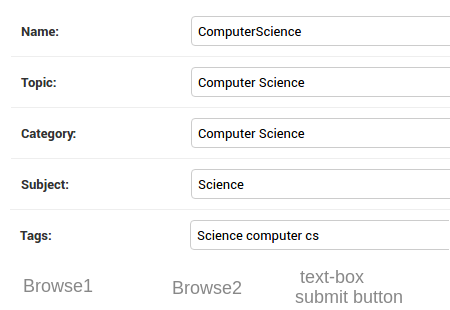 Name: ComputerScience
Topic: Computer Science
Category: Computer Science
Subject: Science
Tags: Science computer cs
Browse1 Browse2 text-box
submit button